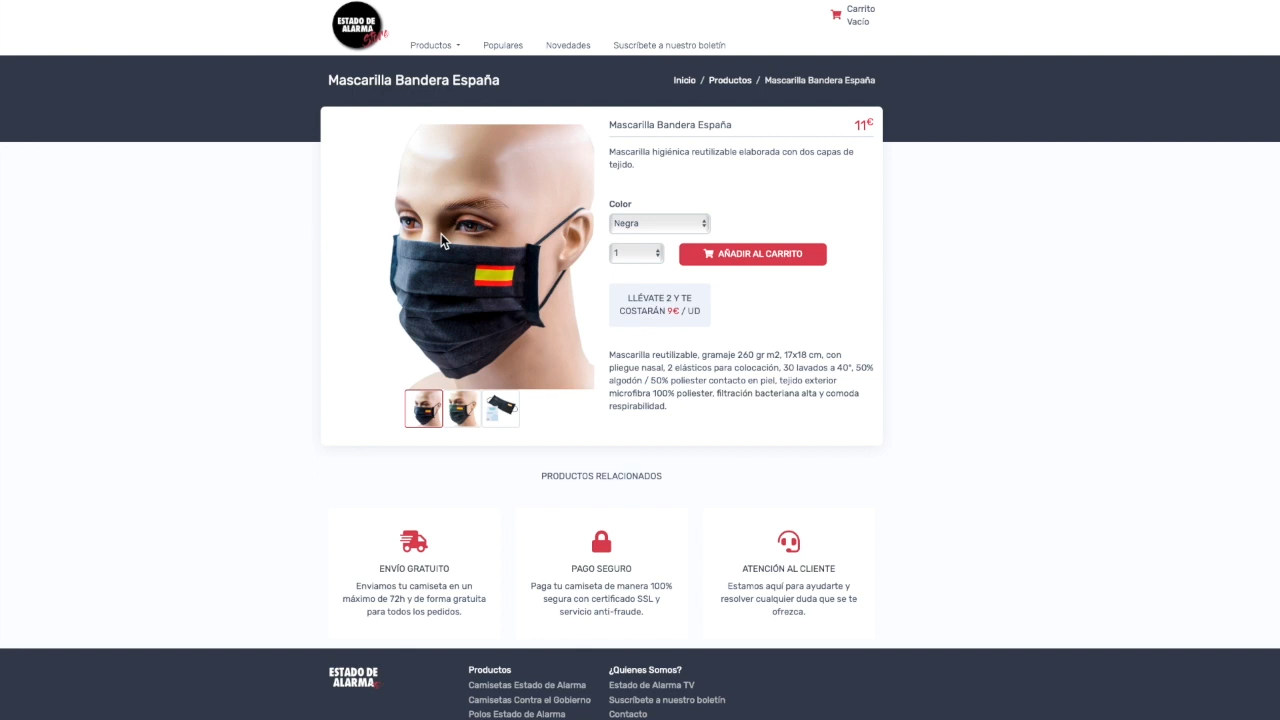 ESTADO DE
ALARMA
Store
Carrito
Vacío
Productos
Populares
Novedades
Suscríbete a nuestro boletín
Mascarilla Bandera España
Inicio / Productos / Mascarilla Bandera España
Mascarilla Bandera España
11€
Mascarilla higiénica reutilizable elaborada con dos capas de
tejido.
Color
Negra
1
AÑADIR AL CARRITO
LLÉVATE 2 Y TE
COSTARÁN 9€ / UD
Mascarilla reutilizable, gramaje 260 gr m2, 17x18 cm, con
pliegue nasal, 2 elásticos para colocación, 30 lavados a 40°, 50%
algodón / 50% poliester contacto en piel, tejido exterior
microfibra 100% poliester, filtración bacteriana alta y comoda
respirabilidad.
PRODUCTOS RELACIONADOS
ENVÍO GRATUITO
Enviamos tu camiseta en un
máximo de 72h y de forma gratuita
para todos los pedidos.
PAGO SEGURO
Paga tu camiseta de manera 100%
segura con certificado SSL y
servicio anti-fraude.
ATENCIÓN AL CLIENTE
Estamos aquí para ayudarte y
resolver cualquier duda que se te
ofrezca.
ESTADO DE
ALARMA
Productos
Camisetas Estado de Alarma
Camisetas Contra el Gobierno
Polos Estado de Alarma
¿Quienes Somos?
Estado de Alarma TV
Suscríbete a nuestro boletín
Contacto